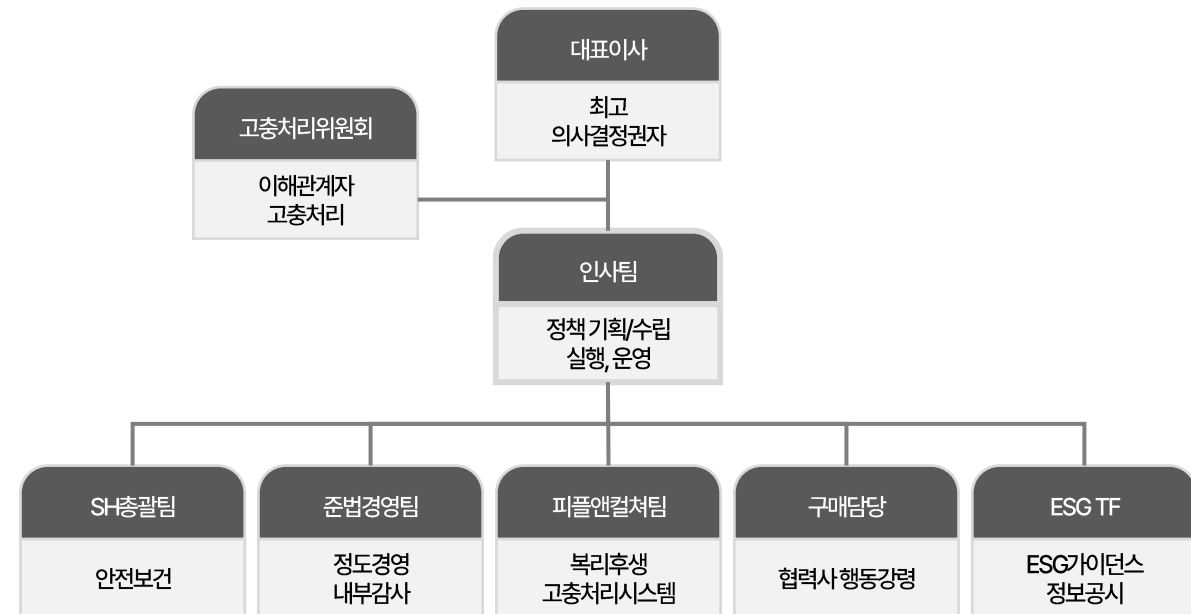 대표이사
최고
의사결정권자
고충처리위원회
이해관계자
고충처리
인사팀
정책 기획/수립
실행, 운영
SH총괄팀
안전보건
준법경영팀
정도경영
내부감사
피플앤컬쳐팀
복리후생
고충처리시스템
구매담당
협력사 행동강령
ESG TF
ESG가이던스
정보공시